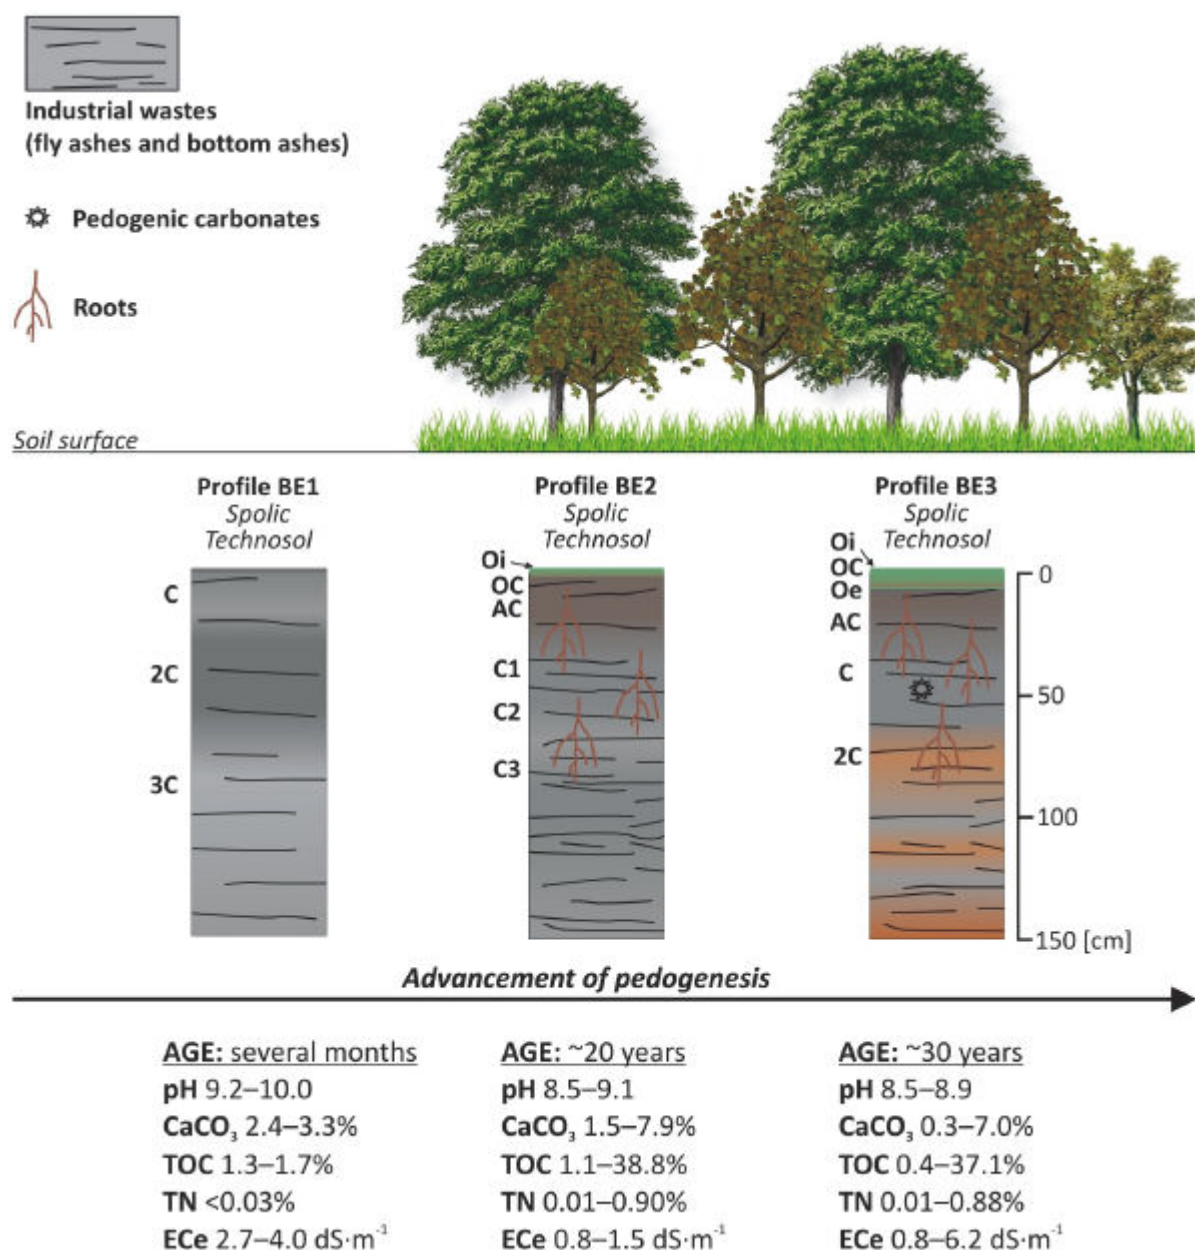 Industrial wastes
(fly ashes and bottom ashes)
Pedogenic carbonates
Roots
Soil surface
Profile BE1
Spolic
Technosol
C
2C
3C
Profile BE2
Spolic
Technosol
Oi
OC
AC
C1
C2
C3
Profile BE3
Spolic
Technosol
Oi
OC
Oe
AC
C
2C
0
50
100
150 [cm]
Advancement of pedogenesis
AGE: several months
pH 9.2–10.0
CaCO₃ 2.4–3.3%
TOC 1.3–1.7%
TN <0.03%
ECe 2.7–4.0 dS·m⁻¹
AGE: ~20 years
pH 8.5–9.1
CaCO₃ 1.5–7.9%
TOC 1.1–38.8%
TN 0.01–0.90%
ECe 0.8–1.5 dS·m⁻¹
AGE: ~30 years
pH 8.5–8.9
CaCO₃ 0.3–7.0%
TOC 0.4–37.1%
TN 0.01–0.88%
ECe 0.8–6.2 dS·m⁻¹